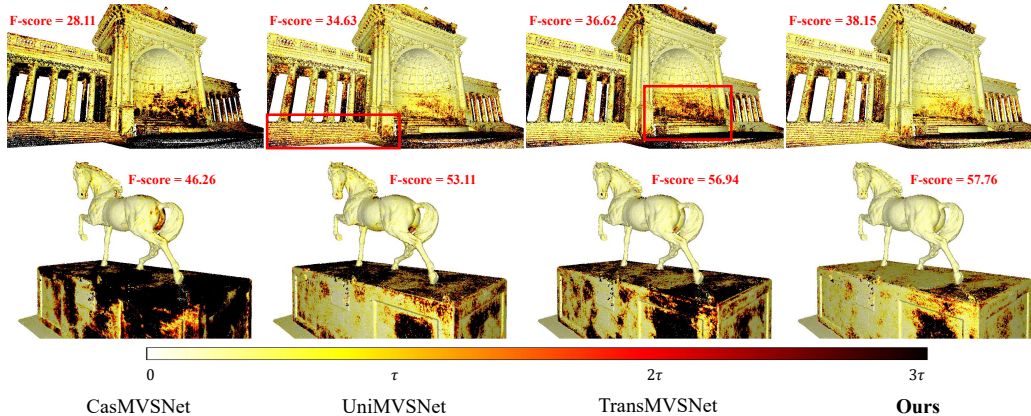 F-score = 28.11 F-score = 34.63 F-score = 36.62 F-score = 38.15
F-score = 46.26 F-score = 53.11 F-score = 56.94 F-score = 57.76
0 τ 2τ 3τ
CasMVSNet UniMVSNet TransMVSNet Ours